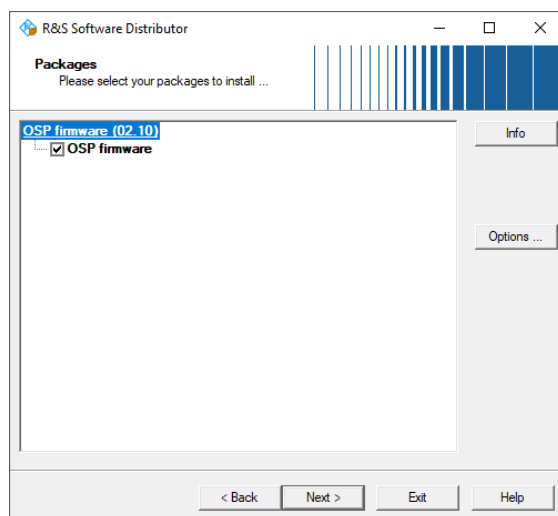 R&S Software Distributor
Packages
Please select your packages to install ...
OSP firmware (02.10)
OSP firmware
Info
Options ...
< Back
Next >
Exit
Help